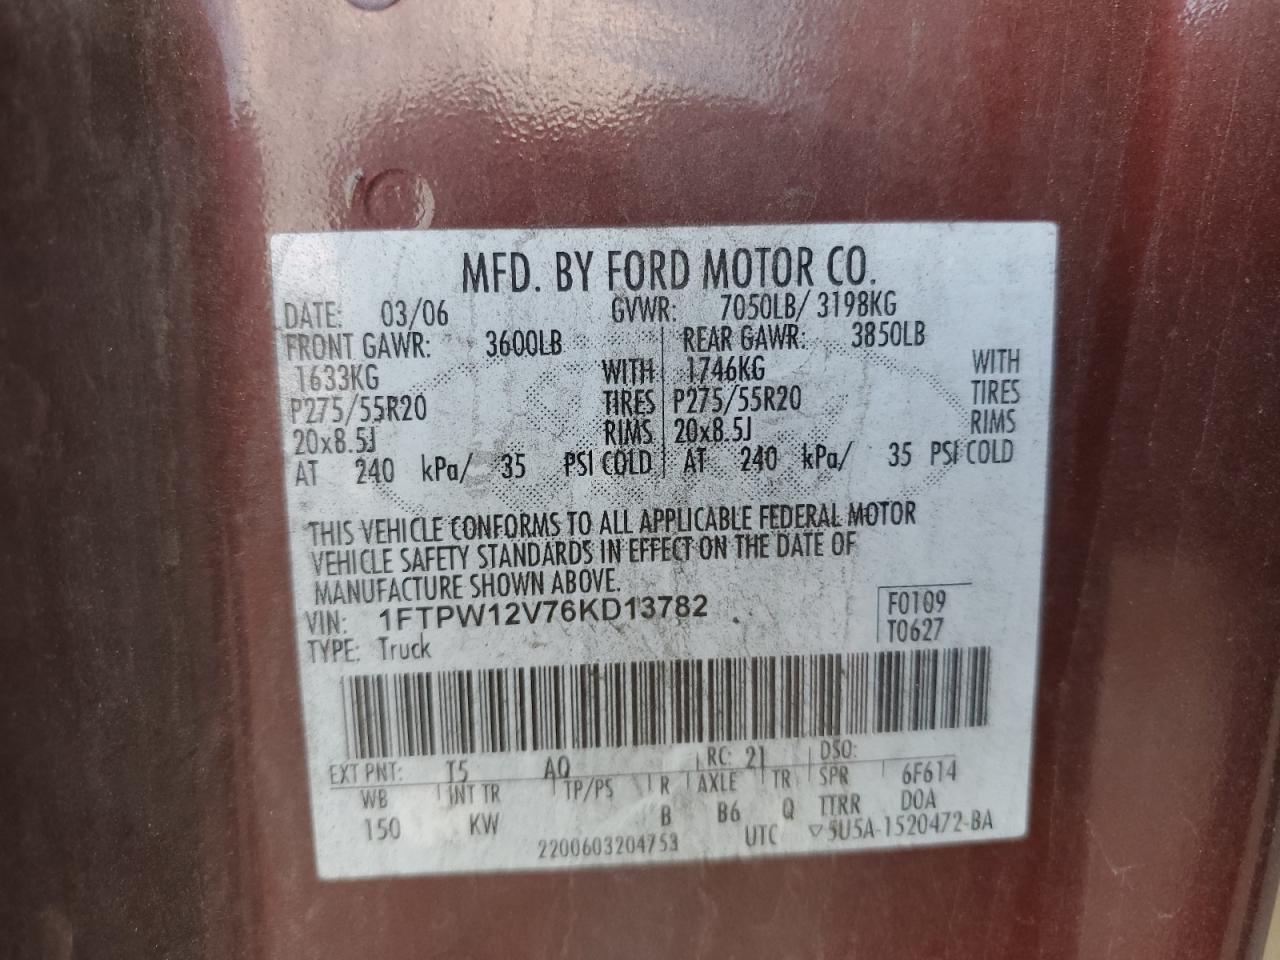 MFD. BY FORD MOTOR CO.
DATE: 03/06 GVWR: 7050LB/ 3198KG
FRONT GAWR: 3600LB REAR GAWR: 3850LB
1633KG WITH 1746KG WITH
P275/55R20 TIRES P275/55R20 TIRES
20x8.5J RIMS 20x8.5J RIMS
AT 240 kPa/ 35 PSI COLD AT 240 kPa/ 35 PSI COLD
THIS VEHICLE CONFORMS TO ALL APPLICABLE FEDERAL MOTOR
VEHICLE SAFETY STANDARDS IN EFFECT ON THE DATE OF
MANUFACTURE SHOWN ABOVE.
VIN: 1FTPW12V76KD13782 F0109
TYPE: Truck T0627
EXT PNT: T5 AQ RC: 21 DSO:
WB INT TR TP/PS R AXLE TR SPR 6F614
150 KW B B6 Q TTRR DOA
2200603204753 UTC ▽5U5A-1520472-BA